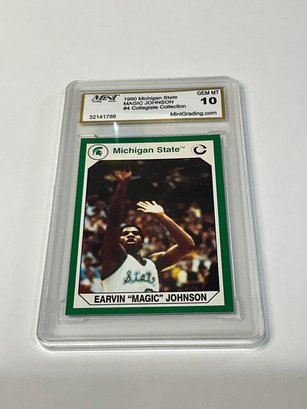 MINT
1990 Michigan State
MAGIC JOHNSON
#4 Collegiate Collection
GEM MT
10
32141788
MintGrading.com
Michigan State™
C
State
EARVIN "MAGIC" JOHNSON